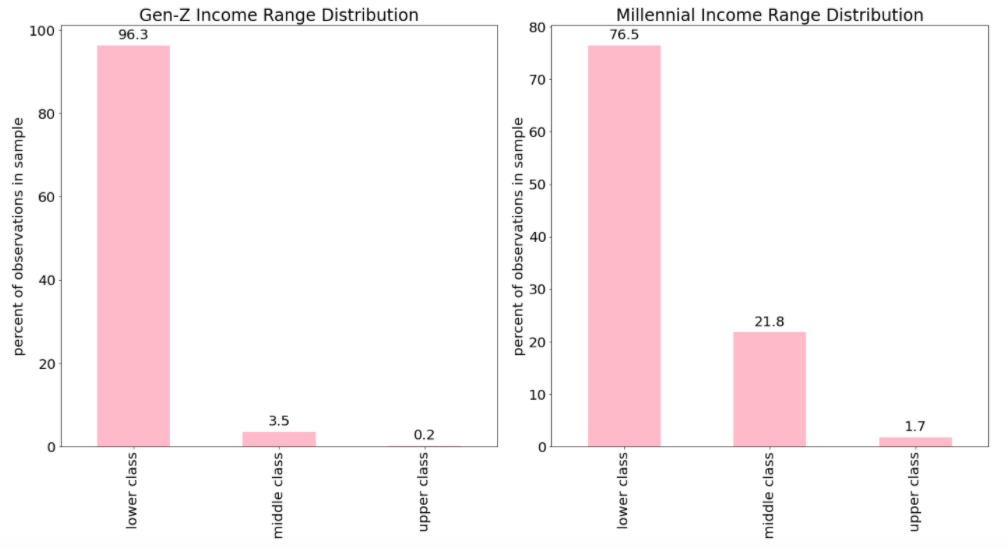 Gen-Z Income Range Distribution
percent of observations in sample
100
80
60
40
20
0
96.3
3.5
0.2
lower class
middle class
upper class
Millennial Income Range Distribution
percent of observations in sample
80
70
60
50
40
30
20
10
0
76.5
21.8
1.7
lower class
middle class
upper class